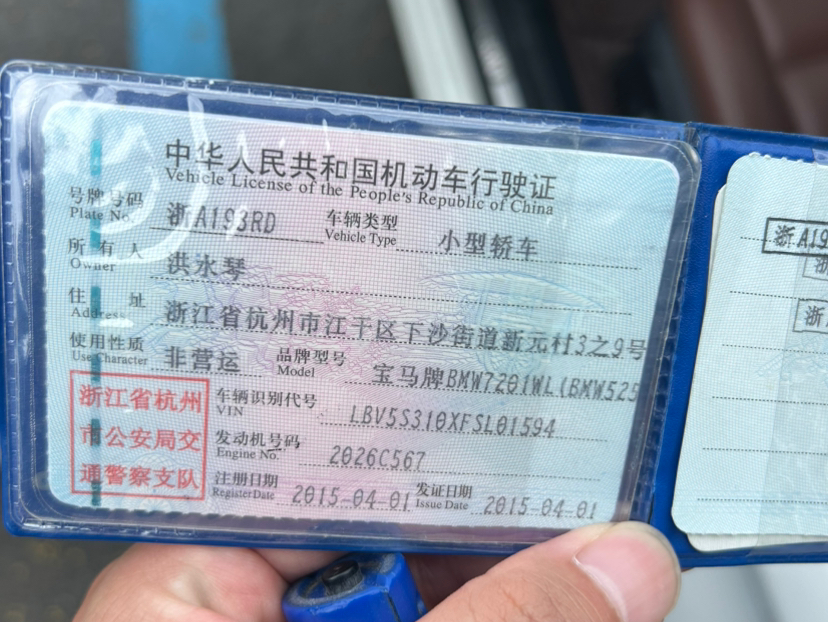 中华人民共和国机动车行驶证
Vehicle License of the People's Republic of China
号牌号码 浙A193RD 车辆类型 小型轿车
Plate No. Vehicle Type
所有人 洪水琴
Owner
住址 浙江省杭州市江干区下沙街道新元村3之9号
Address
使用性质 非营运 品牌型号 宝马牌BMW7201WL(BMW525
Use Character Model
浙江省杭州
市公安局交
通警察支队
车辆识别代号 LBV5S310XFSL01594
VIN
发动机号码 2026C567
Engine No.
注册日期 2015-04-01 发证日期 2015-04-01
Register Date Issue Date
浙A19
浙
浙